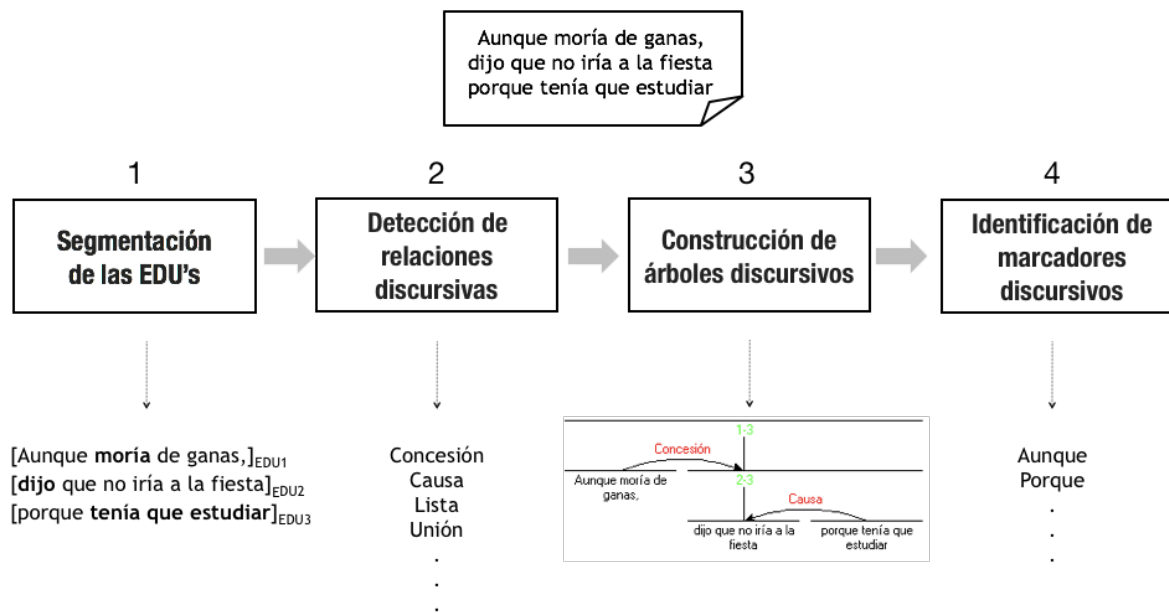 Aunque moría de ganas,
dijo que no iría a la fiesta
porque tenía que estudiar
1
2
3
4
Segmentación
de las EDU's
Detección de
relaciones
discursivas
Construcción de
árboles discursivos
Identificación de
marcadores
discursivos
[Aunque moría de ganas,]EDU1
[dijo que no iría a la fiesta]EDU2
[porque tenía que estudiar]EDU3
Concesión
Causa
Lista
Unión
.
.
.
1-3
Concesión
Aunque moría de
ganas,
2-3
Causa
dijo que no iría a la
fiesta
porque tenía que
estudiar
Aunque
Porque
.
.
.